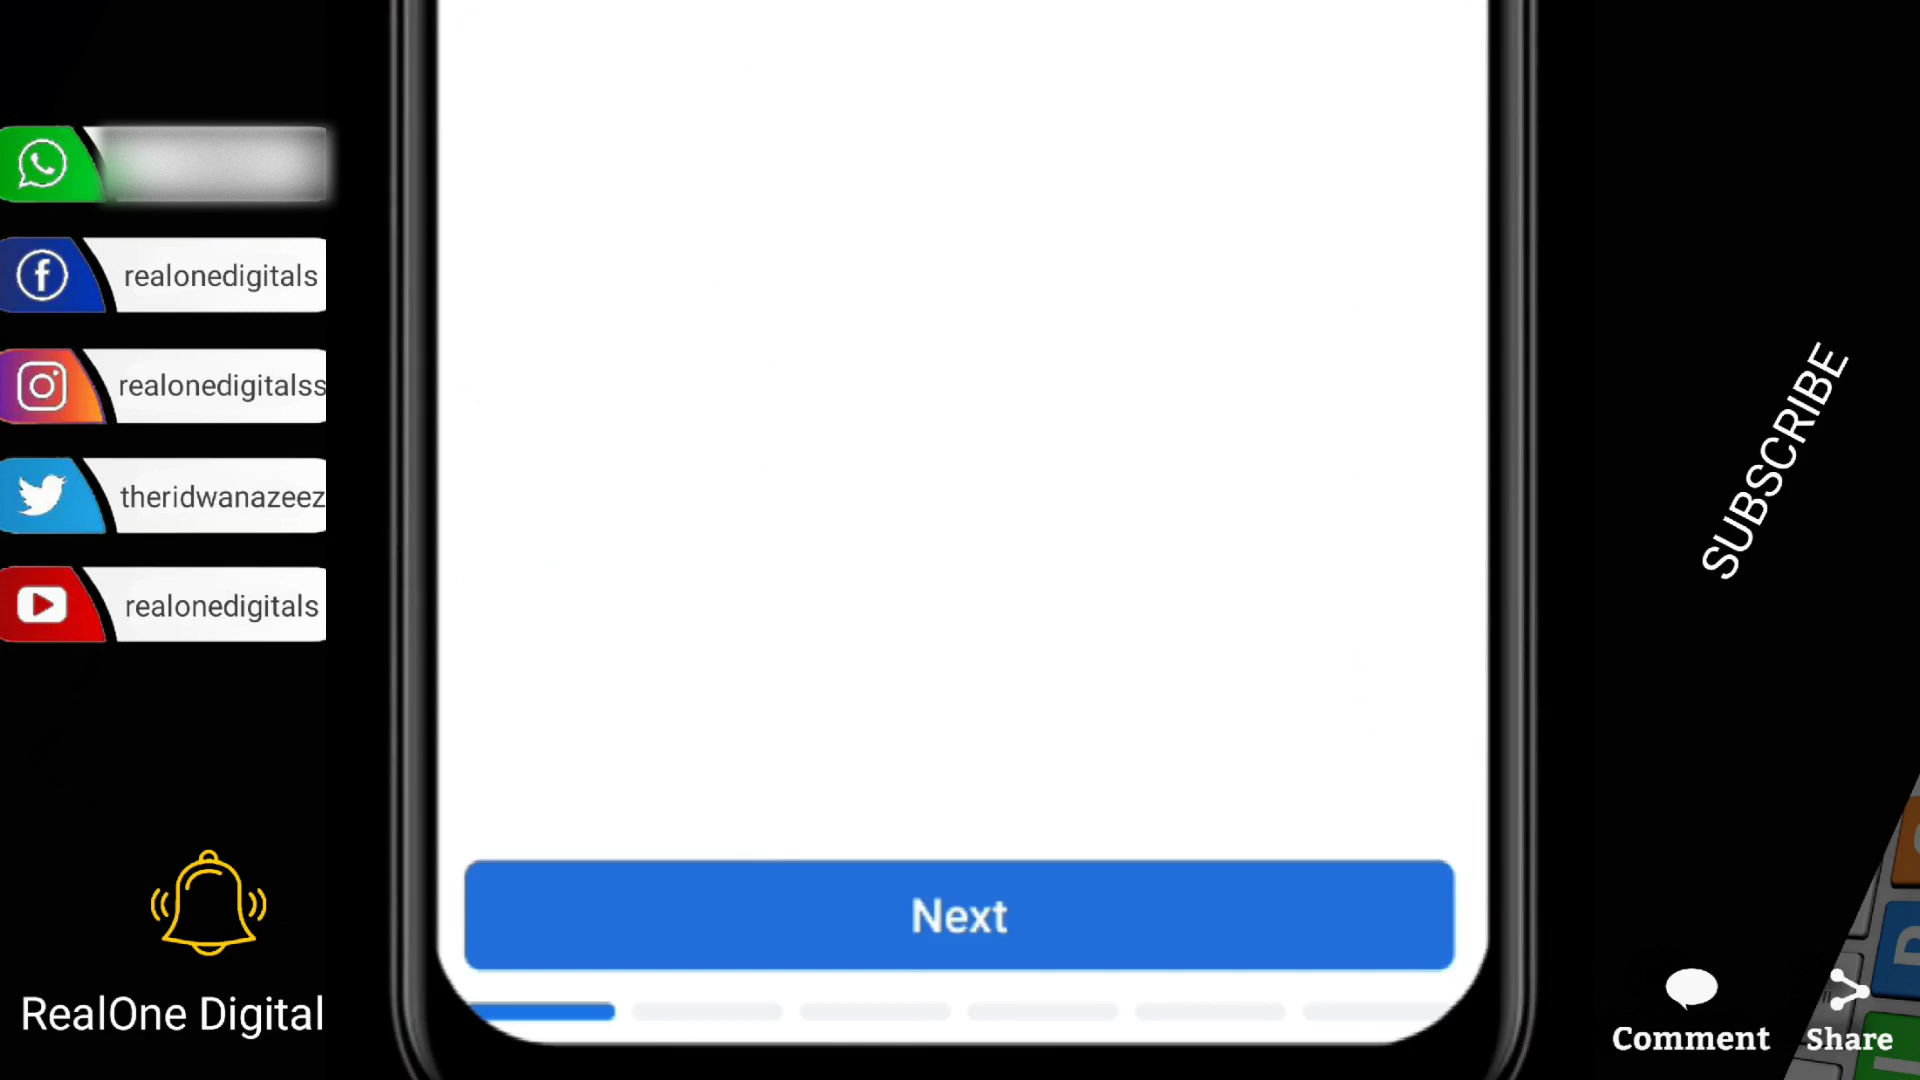 realonedigitals
realonedigitalss
theridwanazeez
realonedigitals
RealOne Digital
Next
SUBSCRIBE
Comment
Share